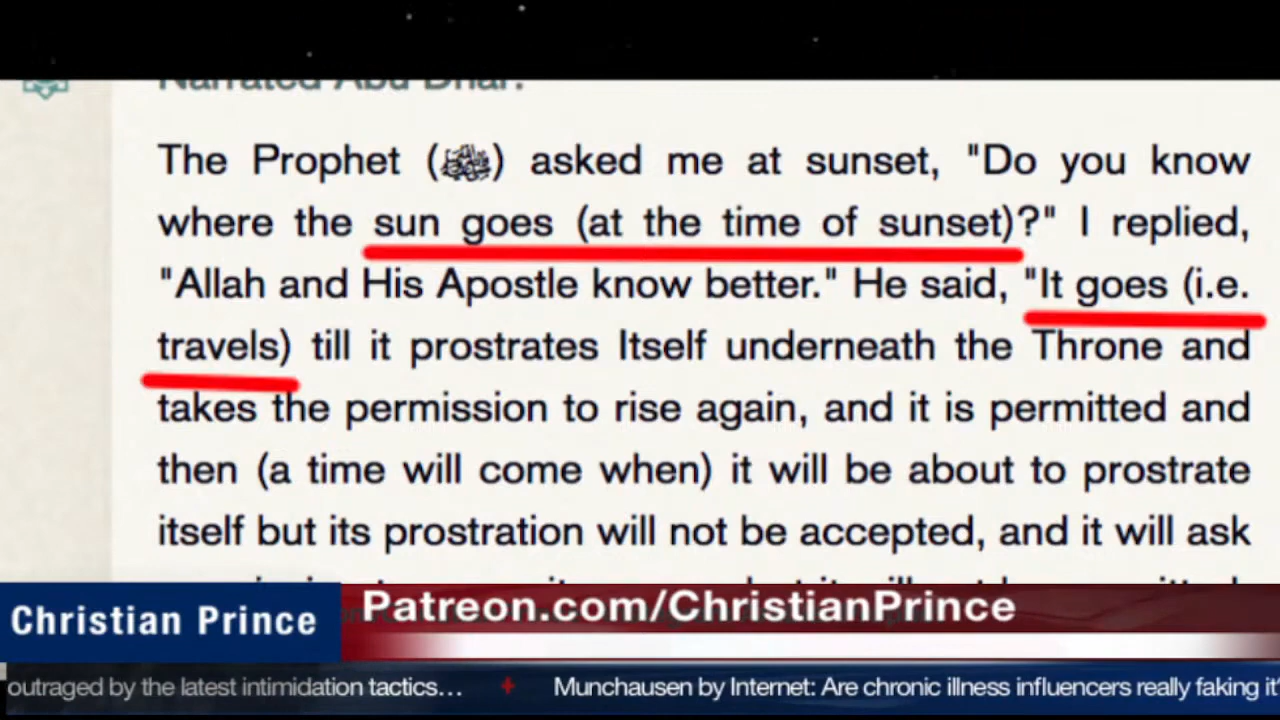 Narrated Abu Dhar:
The Prophet (ﷺ) asked me at sunset, "Do you know
where the sun goes (at the time of sunset)?" I replied,
"Allah and His Apostle know better." He said, "It goes (i.e.
travels) till it prostrates Itself underneath the Throne and
takes the permission to rise again, and it is permitted and
then (a time will come when) it will be about to prostrate
itself but its prostration will not be accepted, and it will ask
Christian Prince
Patreon.com/ChristianPrince
outraged by the latest intimidation tactics... + Munchausen by Internet: Are chronic illness influencers really faking it'